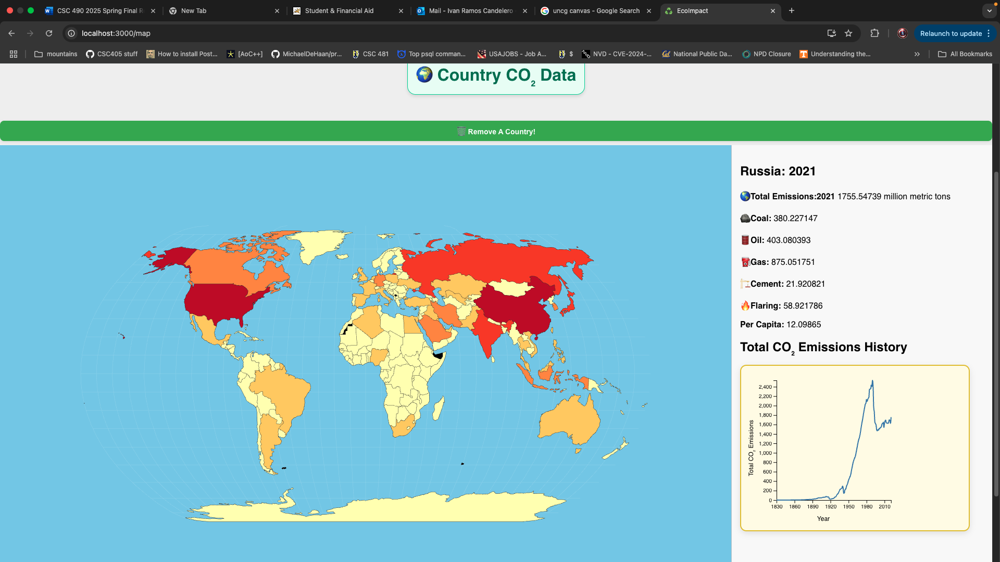 CSC 490 2025 Spring Final R
New Tab
Student & Financial Aid
Mail - Ivan Ramos Candelero
uncg canvas - Google Search
EcoImpact
localhost:3000/map
Relaunch to update
mountains
CSC405 stuff
How to install Post...
[AoC++]
MichaelDeHaan/pr...
CSC 481
Top psql comman...
USAJOBS - Job A...
$
NVD - CVE-2024-...
Cal
National Public Da...
NPD Closure
T
Understanding the...
»
All Bookmarks
🌍 Country CO₂ Data
🗑️ Remove A Country!
Russia: 2021
🌎Total Emissions:2021 1755.54739 million metric tons
🪨Coal: 380.227147
🛢️Oil: 403.080393
⛽Gas: 875.051751
🏗️Cement: 21.920821
🔥Flaring: 58.921786
Per Capita: 12.09865
Total CO₂ Emissions History
2,400
2,200
2,000
1,800
1,600
1,400
1,200
1,000
800
600
400
200
0
Total CO₂ Emissions
1830 1860 1890 1920 1950 1980 2010
Year